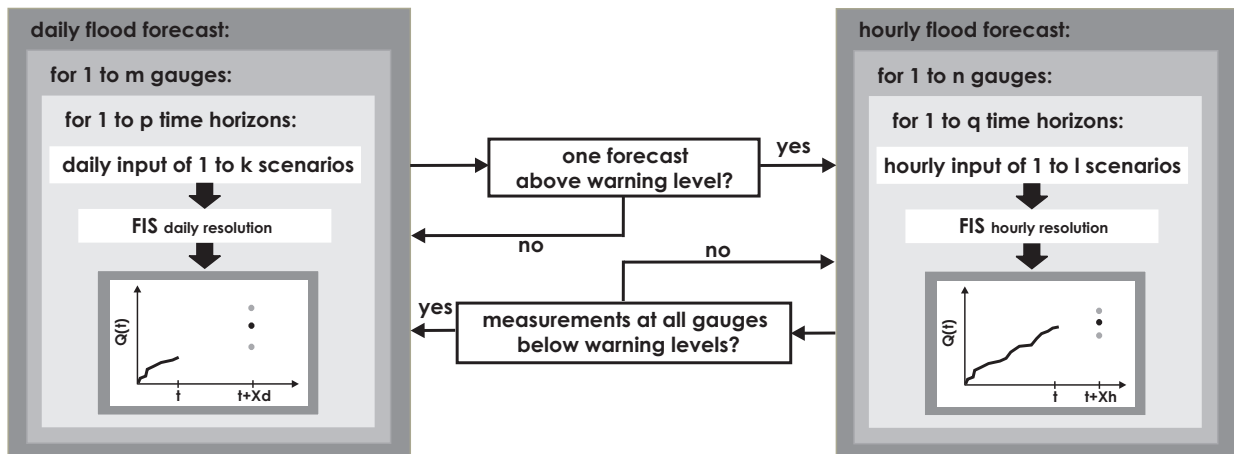 daily flood forecast:
for 1 to m gauges:
for 1 to p time horizons:
daily input of 1 to k scenarios
FIS daily resolution
Q(t)
t
t+Xd
one forecast
above warning level?
yes
no
no
yes
measurements at all gauges
below warning levels?
hourly flood forecast:
for 1 to n gauges:
for 1 to q time horizons:
hourly input of 1 to l scenarios
FIS hourly resolution
Q(t)
t
t+Xh